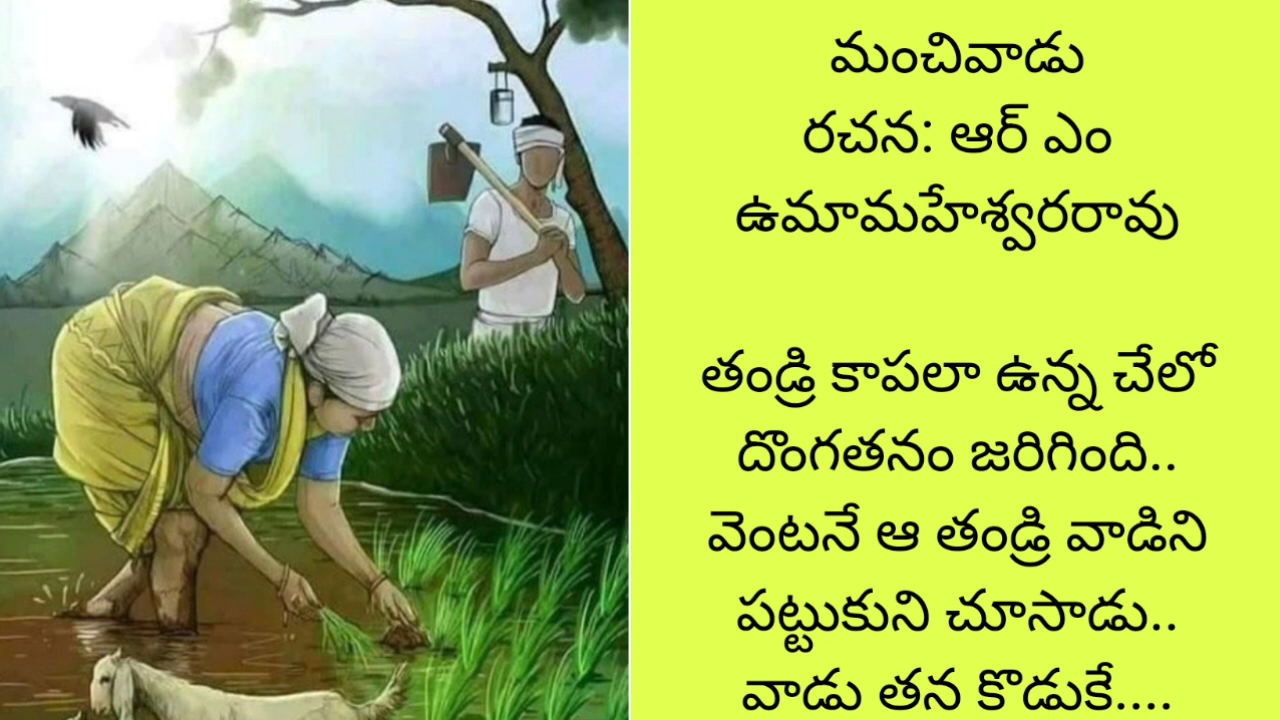 మంచివాడు
రచన: ఆర్ ఎం
ఉమామహేశ్వరరావు
తండ్రి కాపలా ఉన్న చేలో
దొంగతనం జరిగింది..
వెంటనే ఆ తండ్రి వాడిని
పట్టుకుని చూసాడు..
వాడు తన కొడుకే....